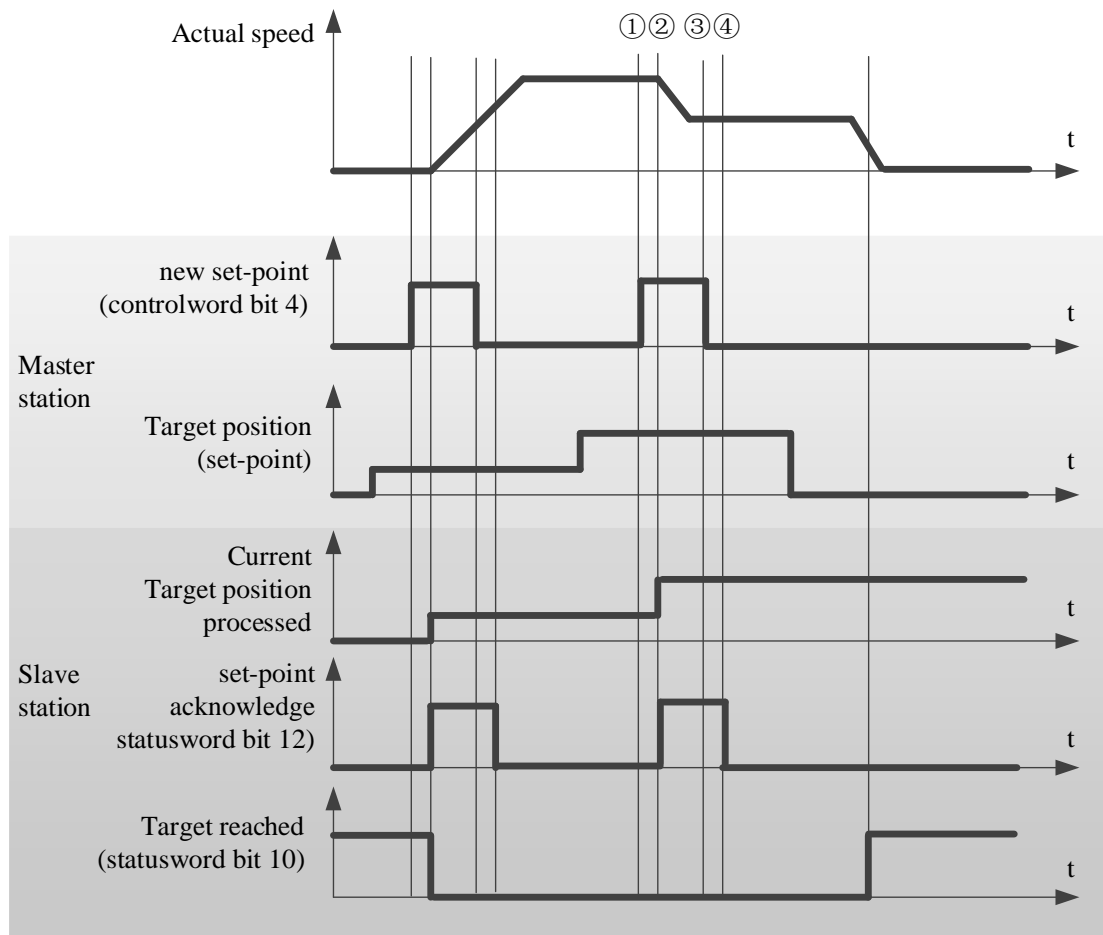 Actual speed
①② ③④
t
new set-point
(controlword bit 4)
t
Master
station
Target position
(set-point)
t
Current
Target position
processed
t
Slave
station
set-point
acknowledge
statusword bit 12)
t
Target reached
(statusword bit 10)
t